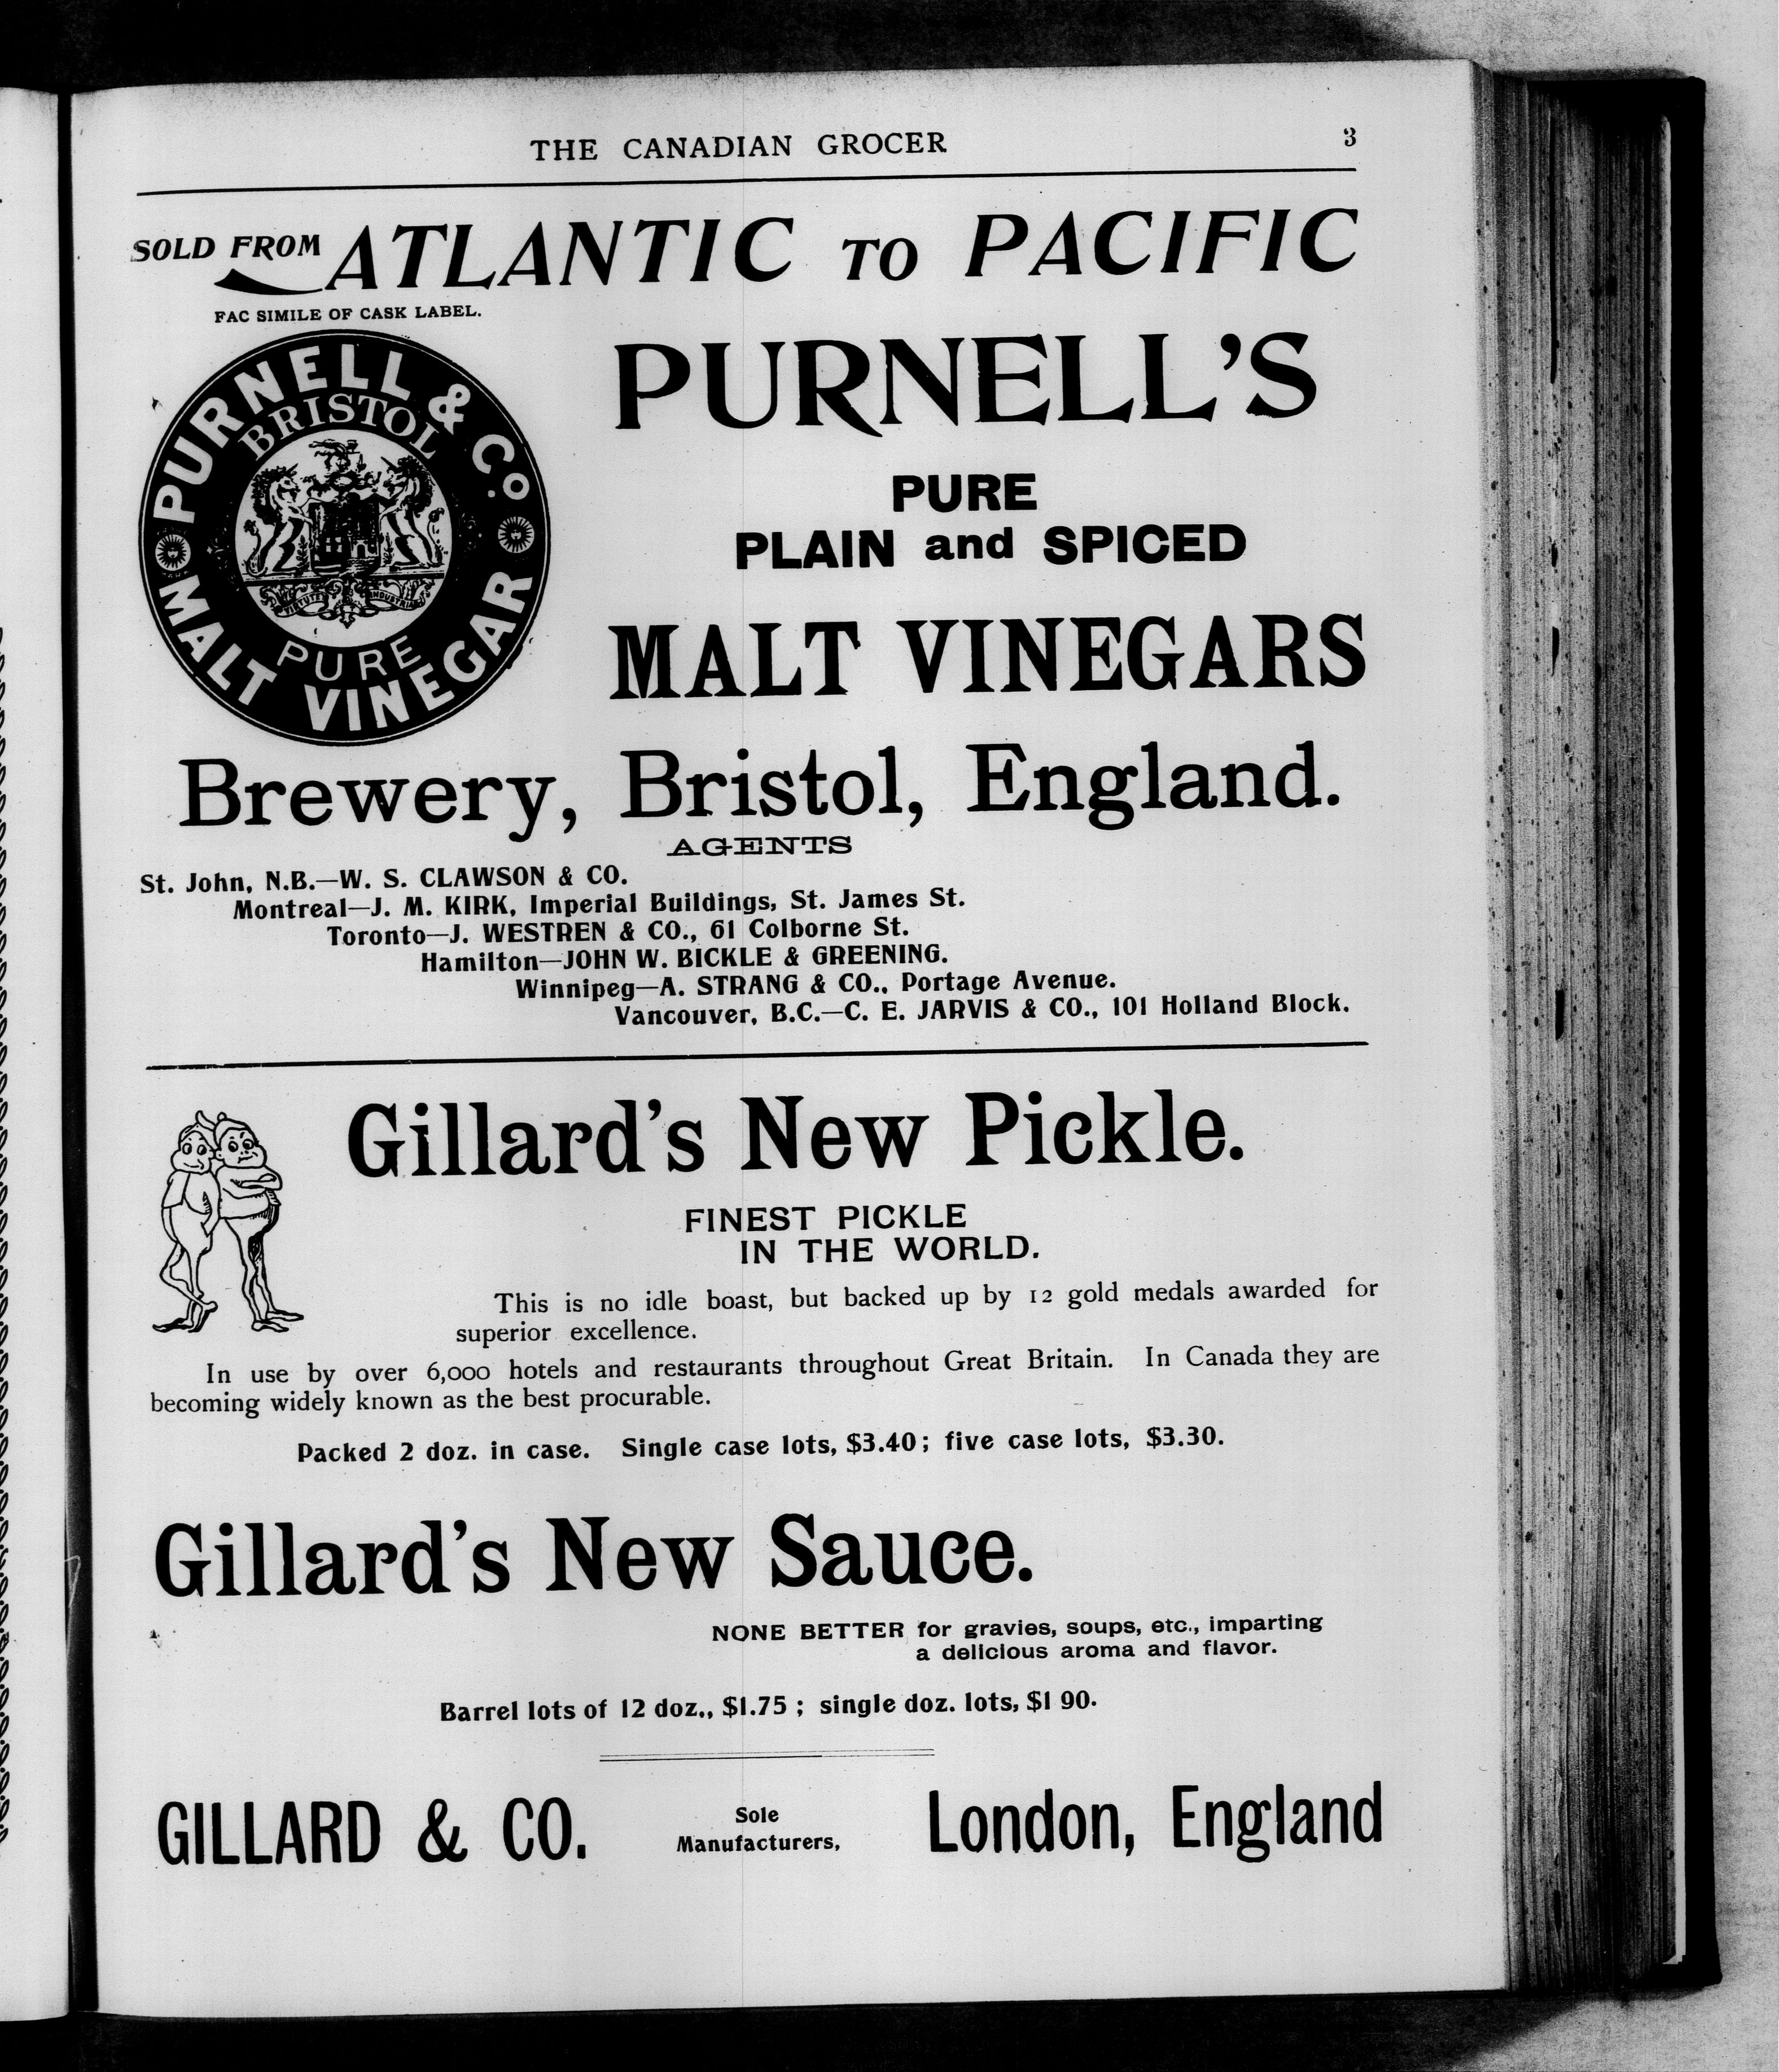 THE CANADIAN GROCER 3
SOLD FROM ATLANTIC TO PACIFIC
FAC SIMILE OF CASK LABEL.
PURNELL & Co.
BRISTOL
VIRTUTE INDUSTRIA
PURE
MALT VINEGAR
PURNELL'S
PURE
PLAIN and SPICED
MALT VINEGARS
Brewery, Bristol, England.
AGENTS
St. John, N.B.—W. S. CLAWSON & CO.
Montreal—J. M. KIRK, Imperial Buildings, St. James St.
Toronto—J. WESTREN & CO., 61 Colborne St.
Hamilton—JOHN W. BICKLE & GREENING.
Winnipeg—A. STRANG & CO., Portage Avenue.
Vancouver, B.C.—C. E. JARVIS & CO., 101 Holland Block.
Gillard's New Pickle.
FINEST PICKLE
IN THE WORLD.
This is no idle boast, but backed up by 12 gold medals awarded for
superior excellence.
In use by over 6,000 hotels and restaurants throughout Great Britain. In Canada they are
becoming widely known as the best procurable.
Packed 2 doz. in case. Single case lots, $3.40; five case lots, $3.30.
Gillard's New Sauce.
NONE BETTER for gravies, soups, etc., imparting
a delicious aroma and flavor.
Barrel lots of 12 doz., $1.75 ; single doz. lots, $1 90.
GILLARD & CO.
Sole
Manufacturers,
London, England